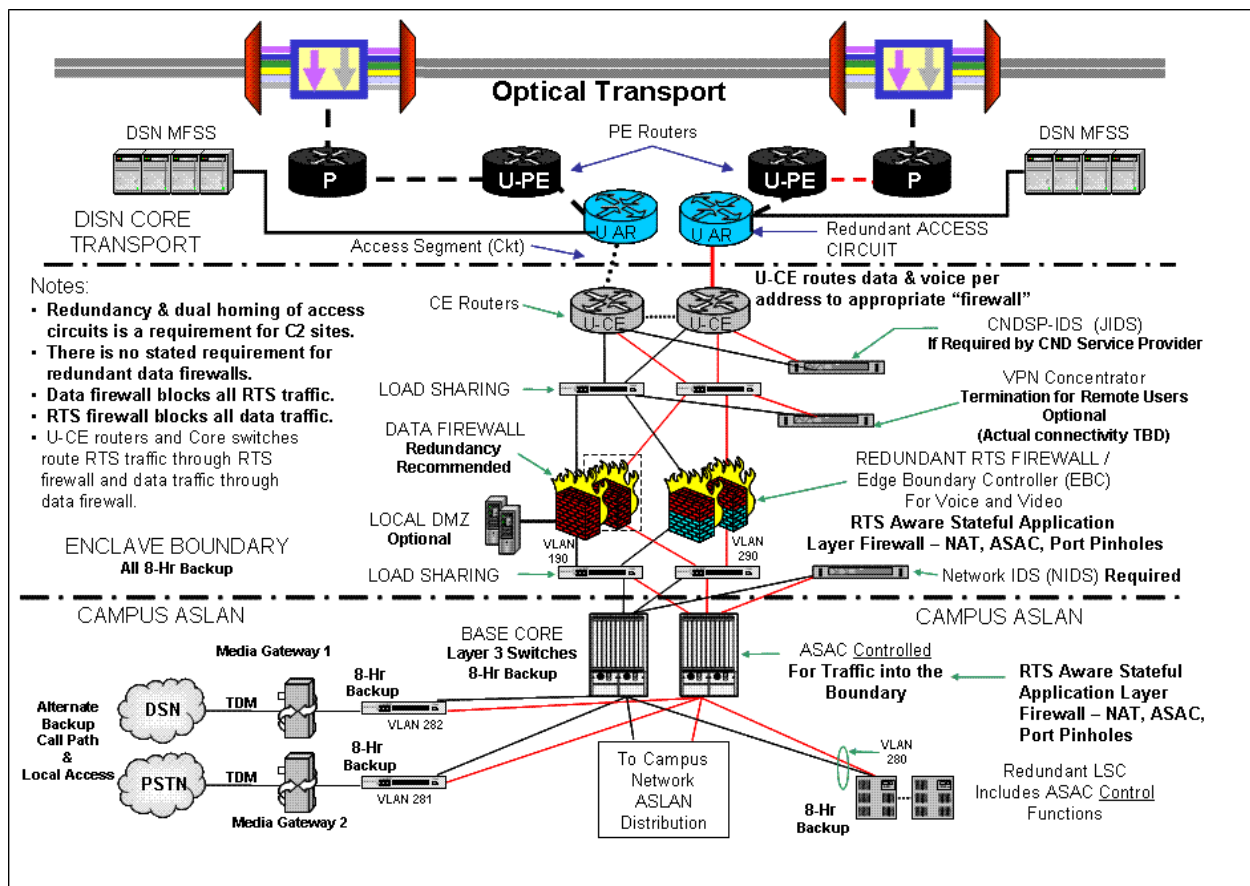 Optical Transport
DSN MFSS
PE Routers
DSN MFSS
P
U-PE
U-PE
P
U AR
U AR
DISN CORE
TRANSPORT
Access Segment (Ckt)
Redundant ACCESS
CIRCUIT
Notes:
• Redundancy & dual homing of access
circuits is a requirement for C2 sites.
• There is no stated requirement for
redundant data firewalls.
• Data firewall blocks all RTS traffic.
• RTS firewall blocks all data traffic.
• U-CE routers and Core switches
route RTS traffic through RTS
firewall and data traffic through
data firewall.
U-CE routes data & voice per
address to appropriate “firewall”
CE Routers
U-CE
U-CE
CNDSP-IDS (JIDS)
If Required by CND Service Provider
LOAD SHARING
VPN Concentrator
Termination for Remote Users
Optional
(Actual connectivity TBD)
DATA FIREWALL
Redundancy
Recommended
REDUNDANT RTS FIREWALL /
Edge Boundary Controller (EBC)
For Voice and Video
RTS Aware Stateful Application
Layer Firewall – NAT, ASAC, Port Pinholes
LOCAL DMZ
Optional
VLAN
190
VLAN
290
ENCLAVE BOUNDARY
All 8-Hr Backup
LOAD SHARING
Network IDS (NIDS) Required
CAMPUS ASLAN
CAMPUS ASLAN
BASE CORE
Layer 3 Switches
8-Hr Backup
ASAC Controlled
For Traffic into the
Boundary
RTS Aware Stateful
Application Layer
Firewall – NAT, ASAC,
Port Pinholes
Media Gateway 1
8-Hr
Backup
DSN
TDM
VLAN 282
Alternate
Backup
Call Path
&
Local Access
8-Hr
Backup
PSTN
TDM
VLAN 281
Media Gateway 2
To Campus
Network
ASLAN
Distribution
VLAN
280
8-Hr
Backup
Redundant LSC
Includes ASAC Control
Functions